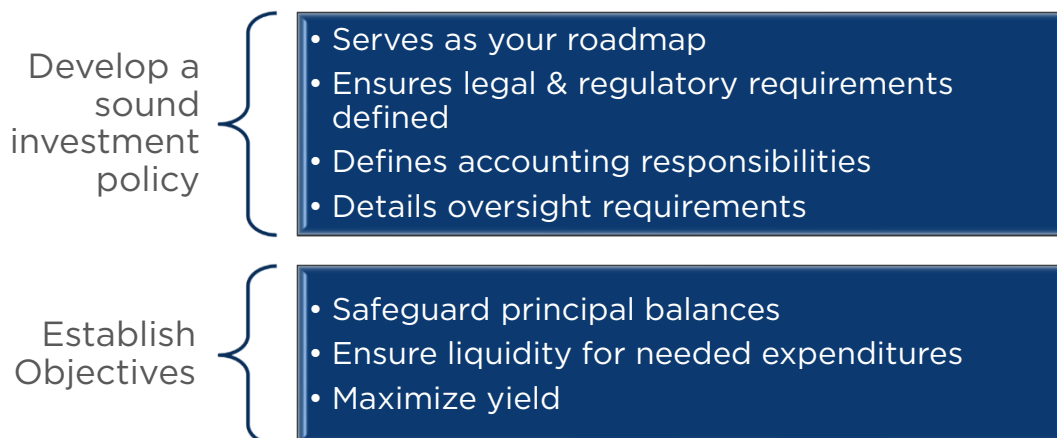 Develop a
sound
investment
policy
• Serves as your roadmap
• Ensures legal & regulatory requirements
defined
• Defines accounting responsibilities
• Details oversight requirements
Establish
Objectives
• Safeguard principal balances
• Ensure liquidity for needed expenditures
• Maximize yield